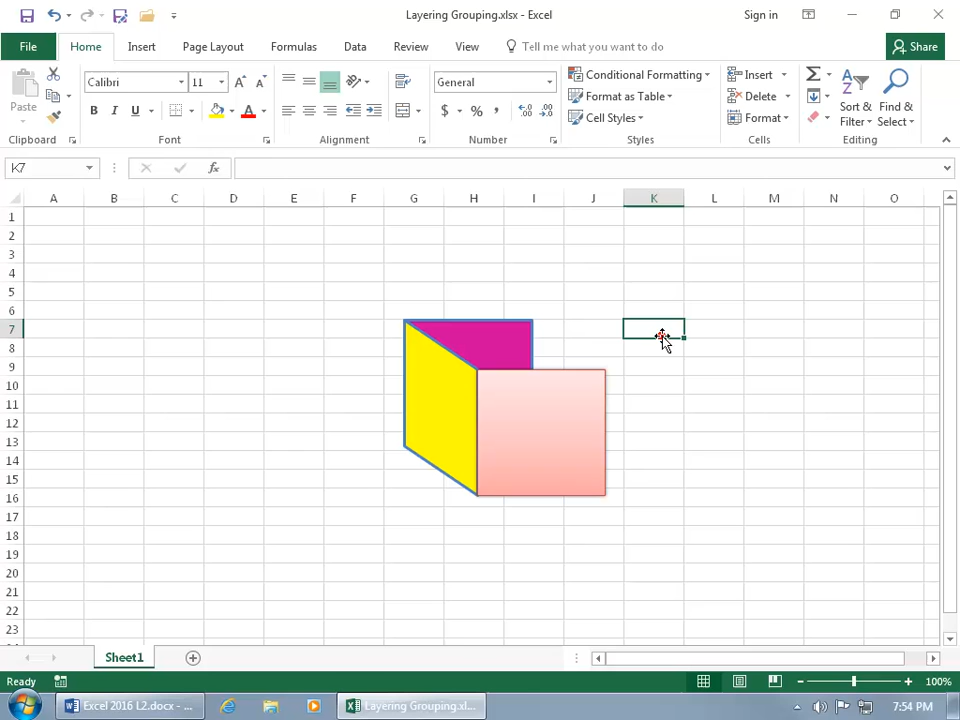 Layering Grouping.xlsx - Excel
Sign in
File
Home
Insert
Page Layout
Formulas
Data
Review
View
Tell me what you want to do
Share
Paste
Calibri
11
A A
B I U
A
General
$ % ,
Conditional Formatting
Format as Table
Cell Styles
Insert
Delete
Format
Sort & Filter
Find & Select
Clipboard
Font
Alignment
Number
Styles
Cells
Editing
K7
fx
A B C D E F G H I J K L M N O
1
2
3
4
5
6
7
8
9
10
11
12
13
14
15
16
17
18
19
20
21
22
23
Sheet1
Ready
100%
Excel 2016 L2.docx - ...
Layering Grouping.xl...
7:54 PM